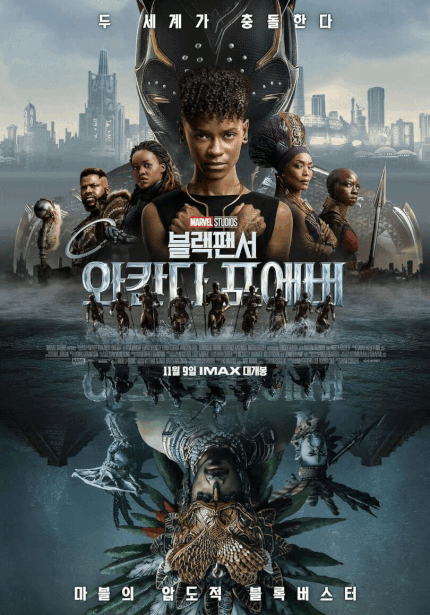 두 세계가 충돌한다
MARVEL STUDIOS
블랙팬서
와칸다 포에버
11월 9일 IMAX 대개봉
마블의 압도적 블록버스터